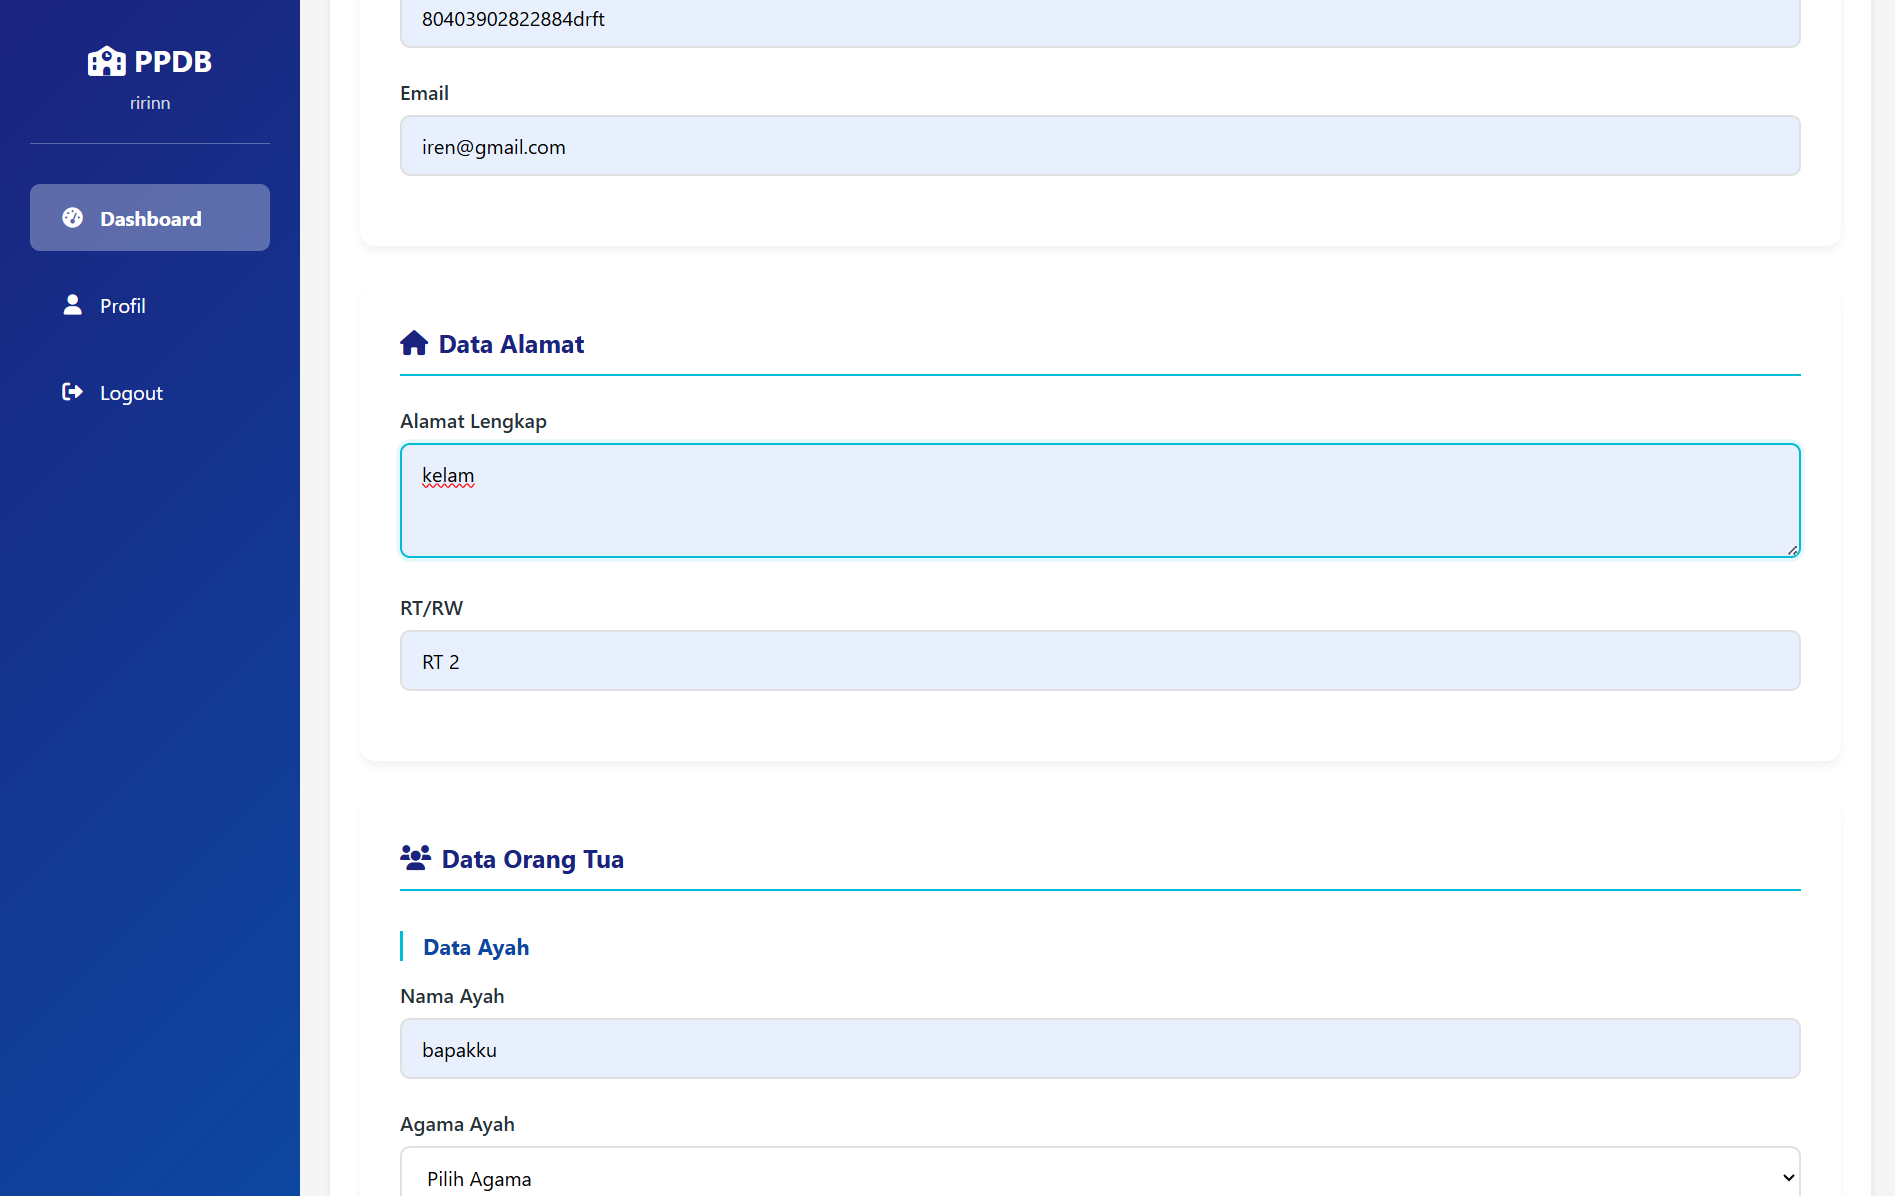 PPDB
ririnn
Dashboard
Profil
Logout
80403902822884drft
Email
iren@gmail.com
Data Alamat
Alamat Lengkap
kelam
RT/RW
RT 2
Data Orang Tua
Data Ayah
Nama Ayah
bapakku
Agama Ayah
Pilih Agama